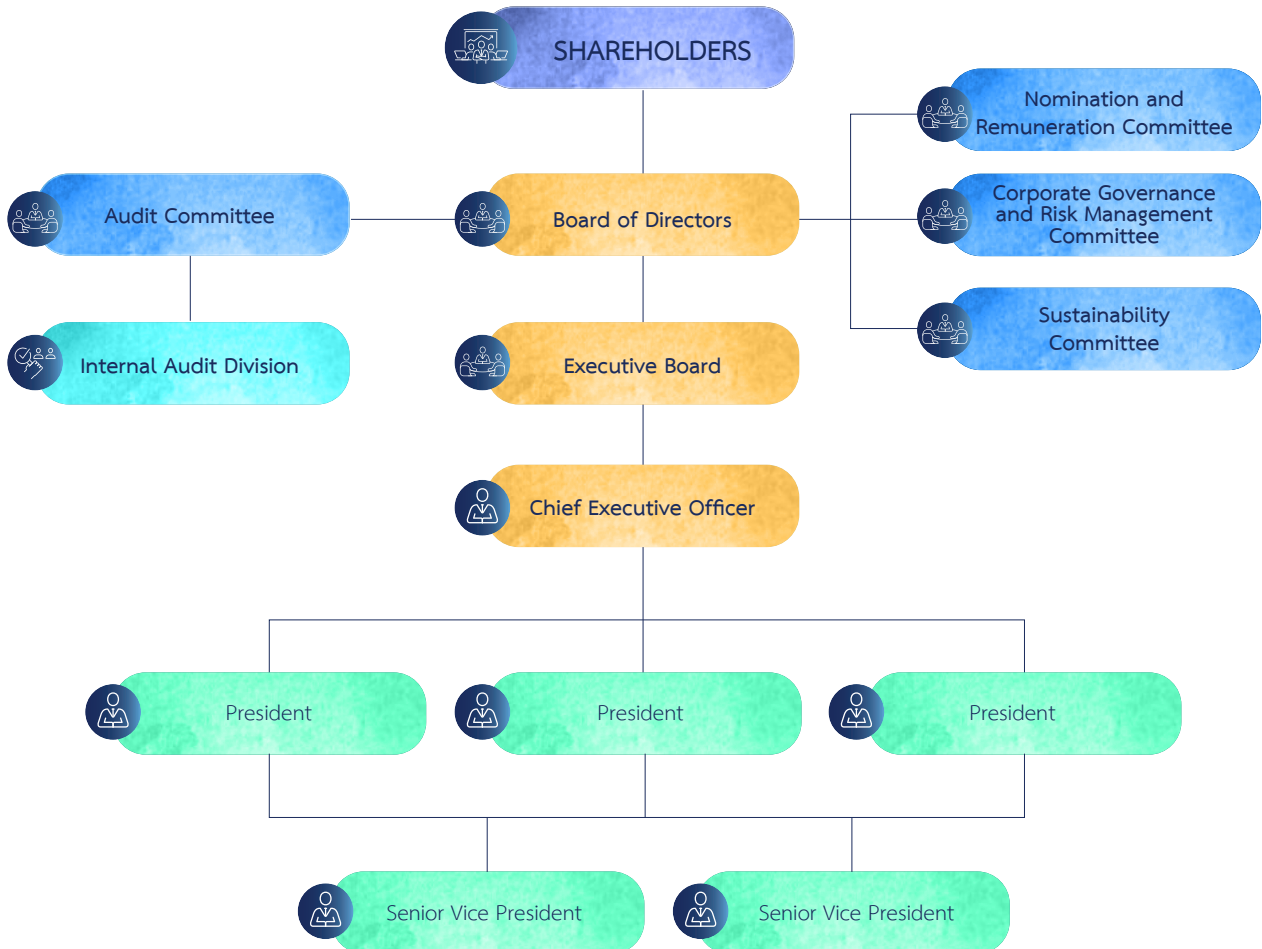 SHAREHOLDERS
Nomination and
Remuneration Committee
Audit Committee
Board of Directors
Corporate Governance
and Risk Management
Committee
Internal Audit Division
Executive Board
Sustainability
Committee
Chief Executive Officer
President
President
President
Senior Vice President
Senior Vice President